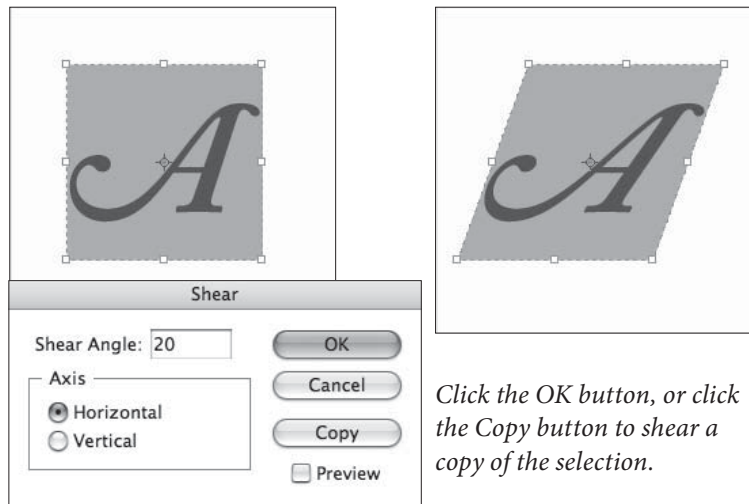 A
A
Shear
Shear Angle: 20
OK
Axis
Cancel
Horizontal
Vertical
Copy
Preview
Click the OK button, or click
the Copy button to shear a
copy of the selection.